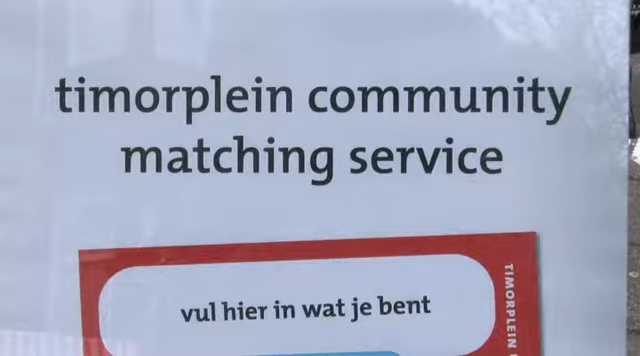 timorplein community
matching service
vul hier in wat je bent
TIMORPLEIN